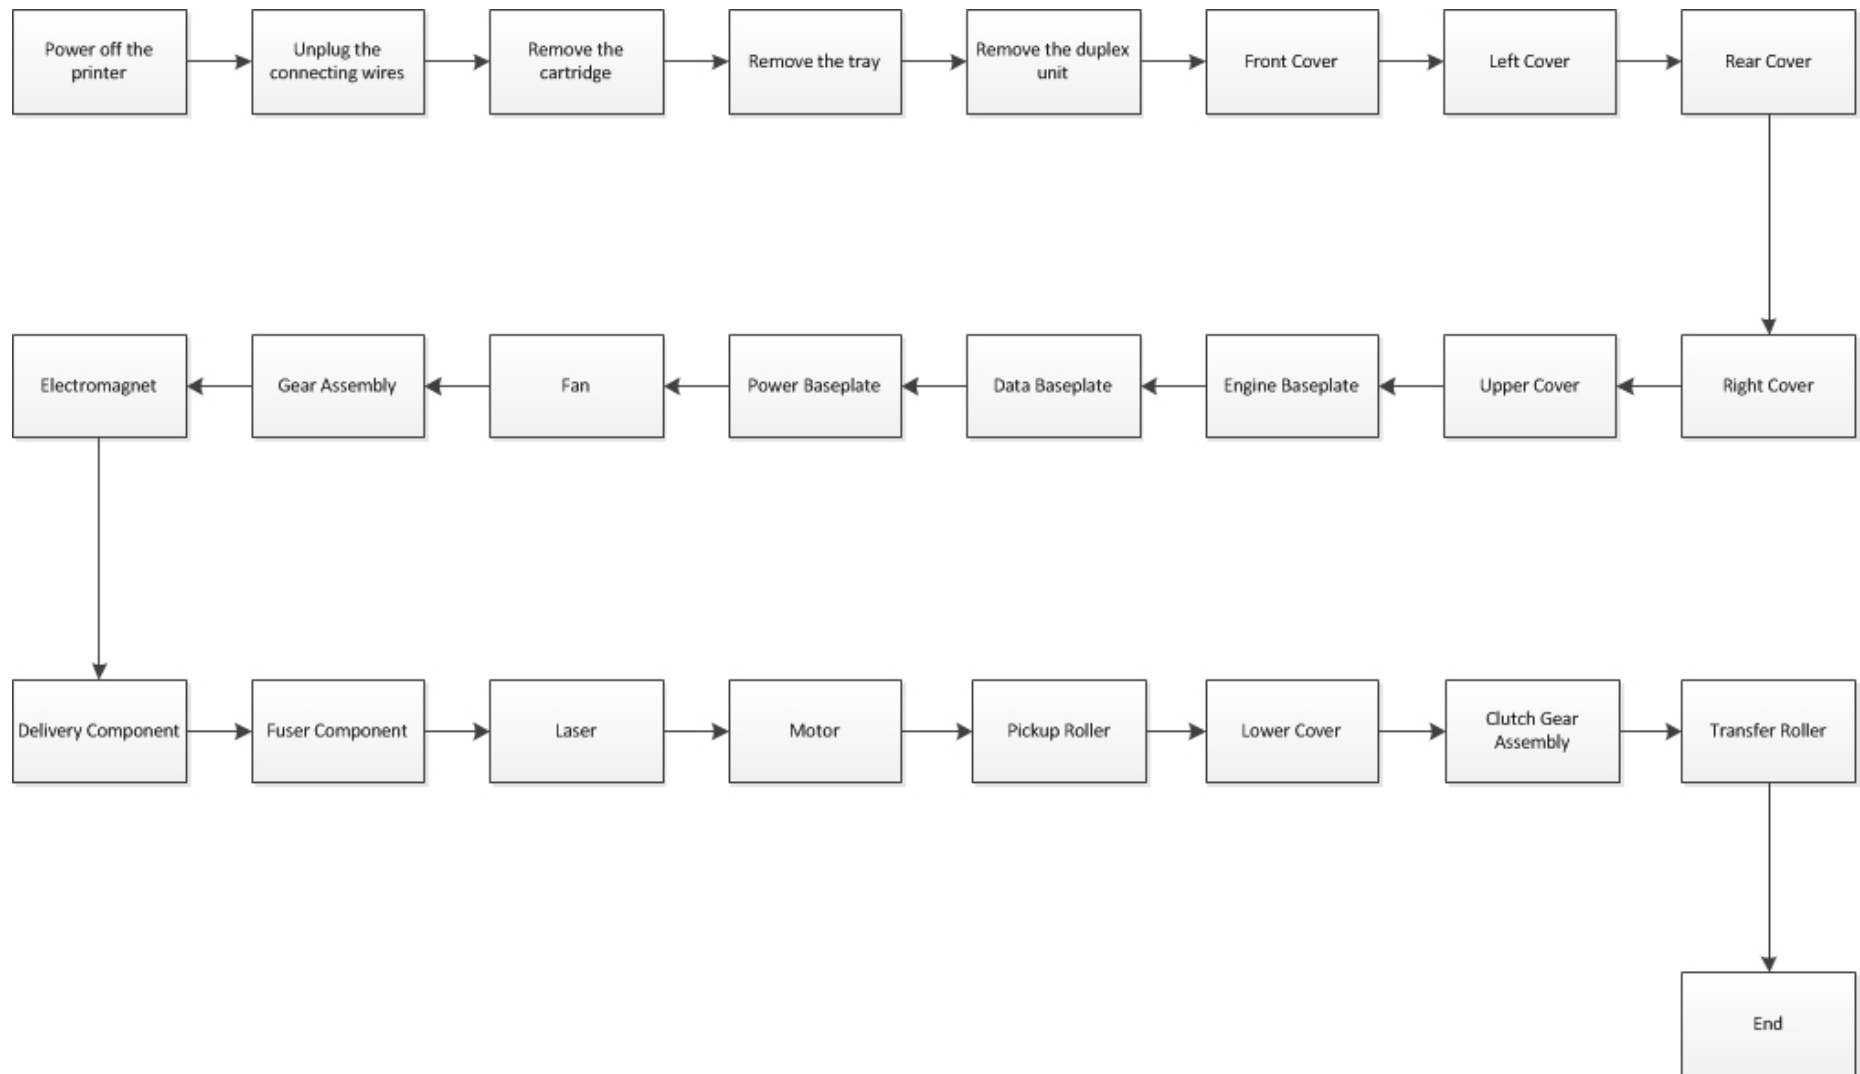 Power off the
printer
Unplug the
connecting wires
Remove the
cartridge
Remove the tray
Remove the duplex
unit
Front Cover
Left Cover
Rear Cover
Right Cover
Upper Cover
Engine Baseplate
Data Baseplate
Power Baseplate
Fan
Gear Assembly
Electromagnet
Delivery Component
Fuser Component
Laser
Motor
Pickup Roller
Lower Cover
Clutch Gear
Assembly
Transfer Roller
End